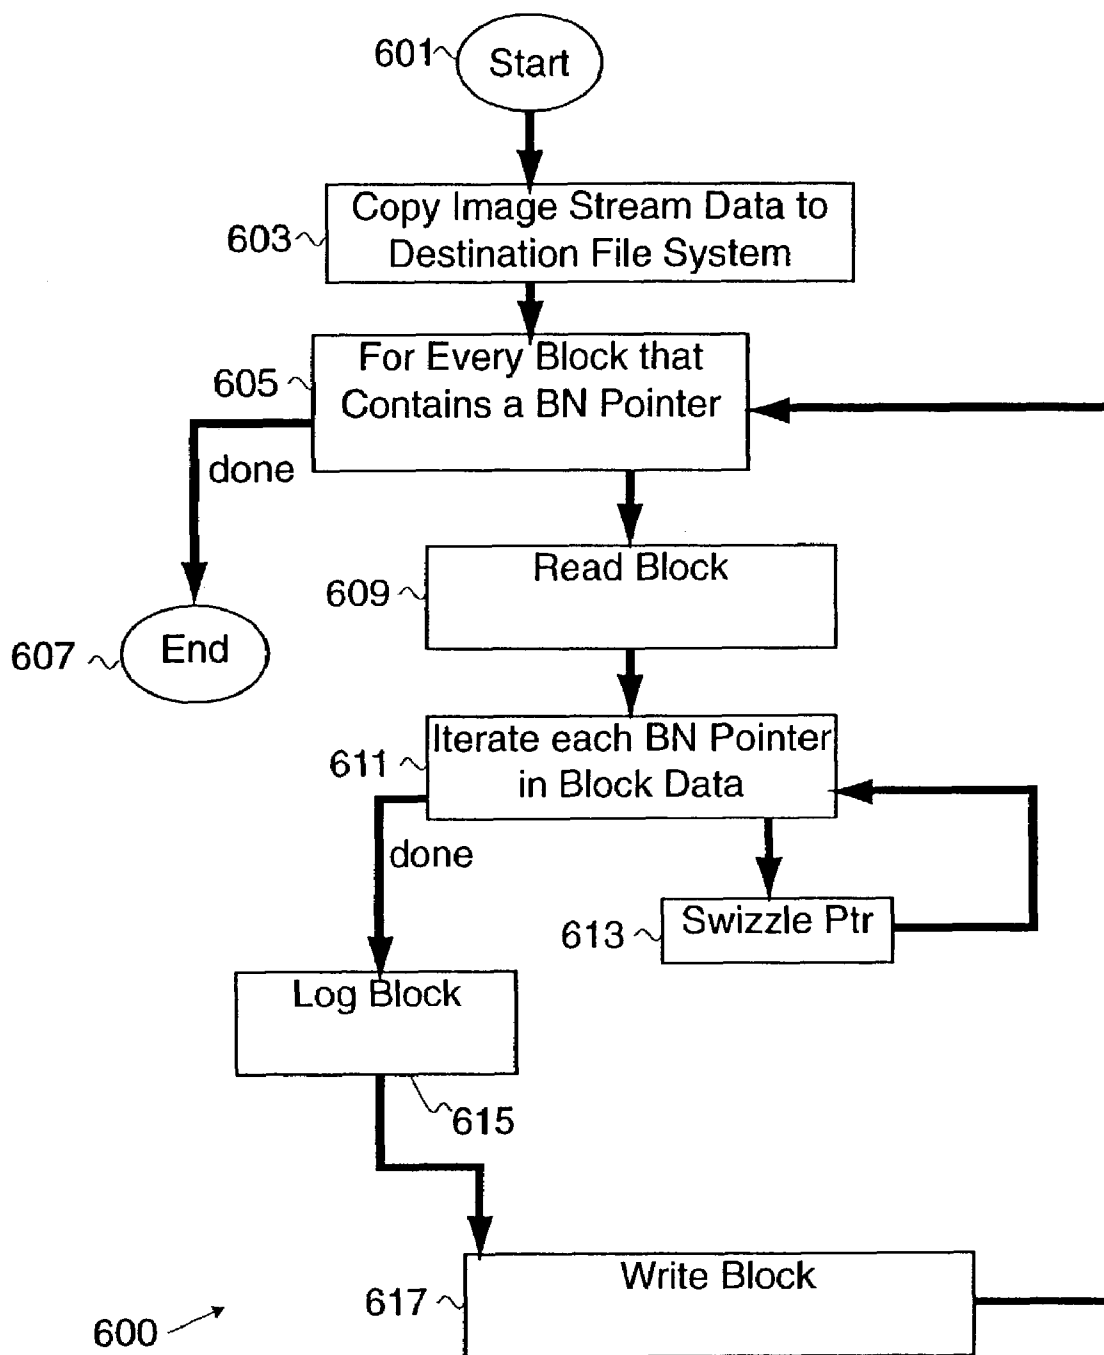 601
Start
Copy Image Stream Data to
Destination File System
603
For Every Block that
Contains a BN Pointer
605
done
Read Block
609
End
607
Iterate each BN Pointer
in Block Data
611
done
Swizzle Ptr
613
Log Block
615
Write Block
617
600